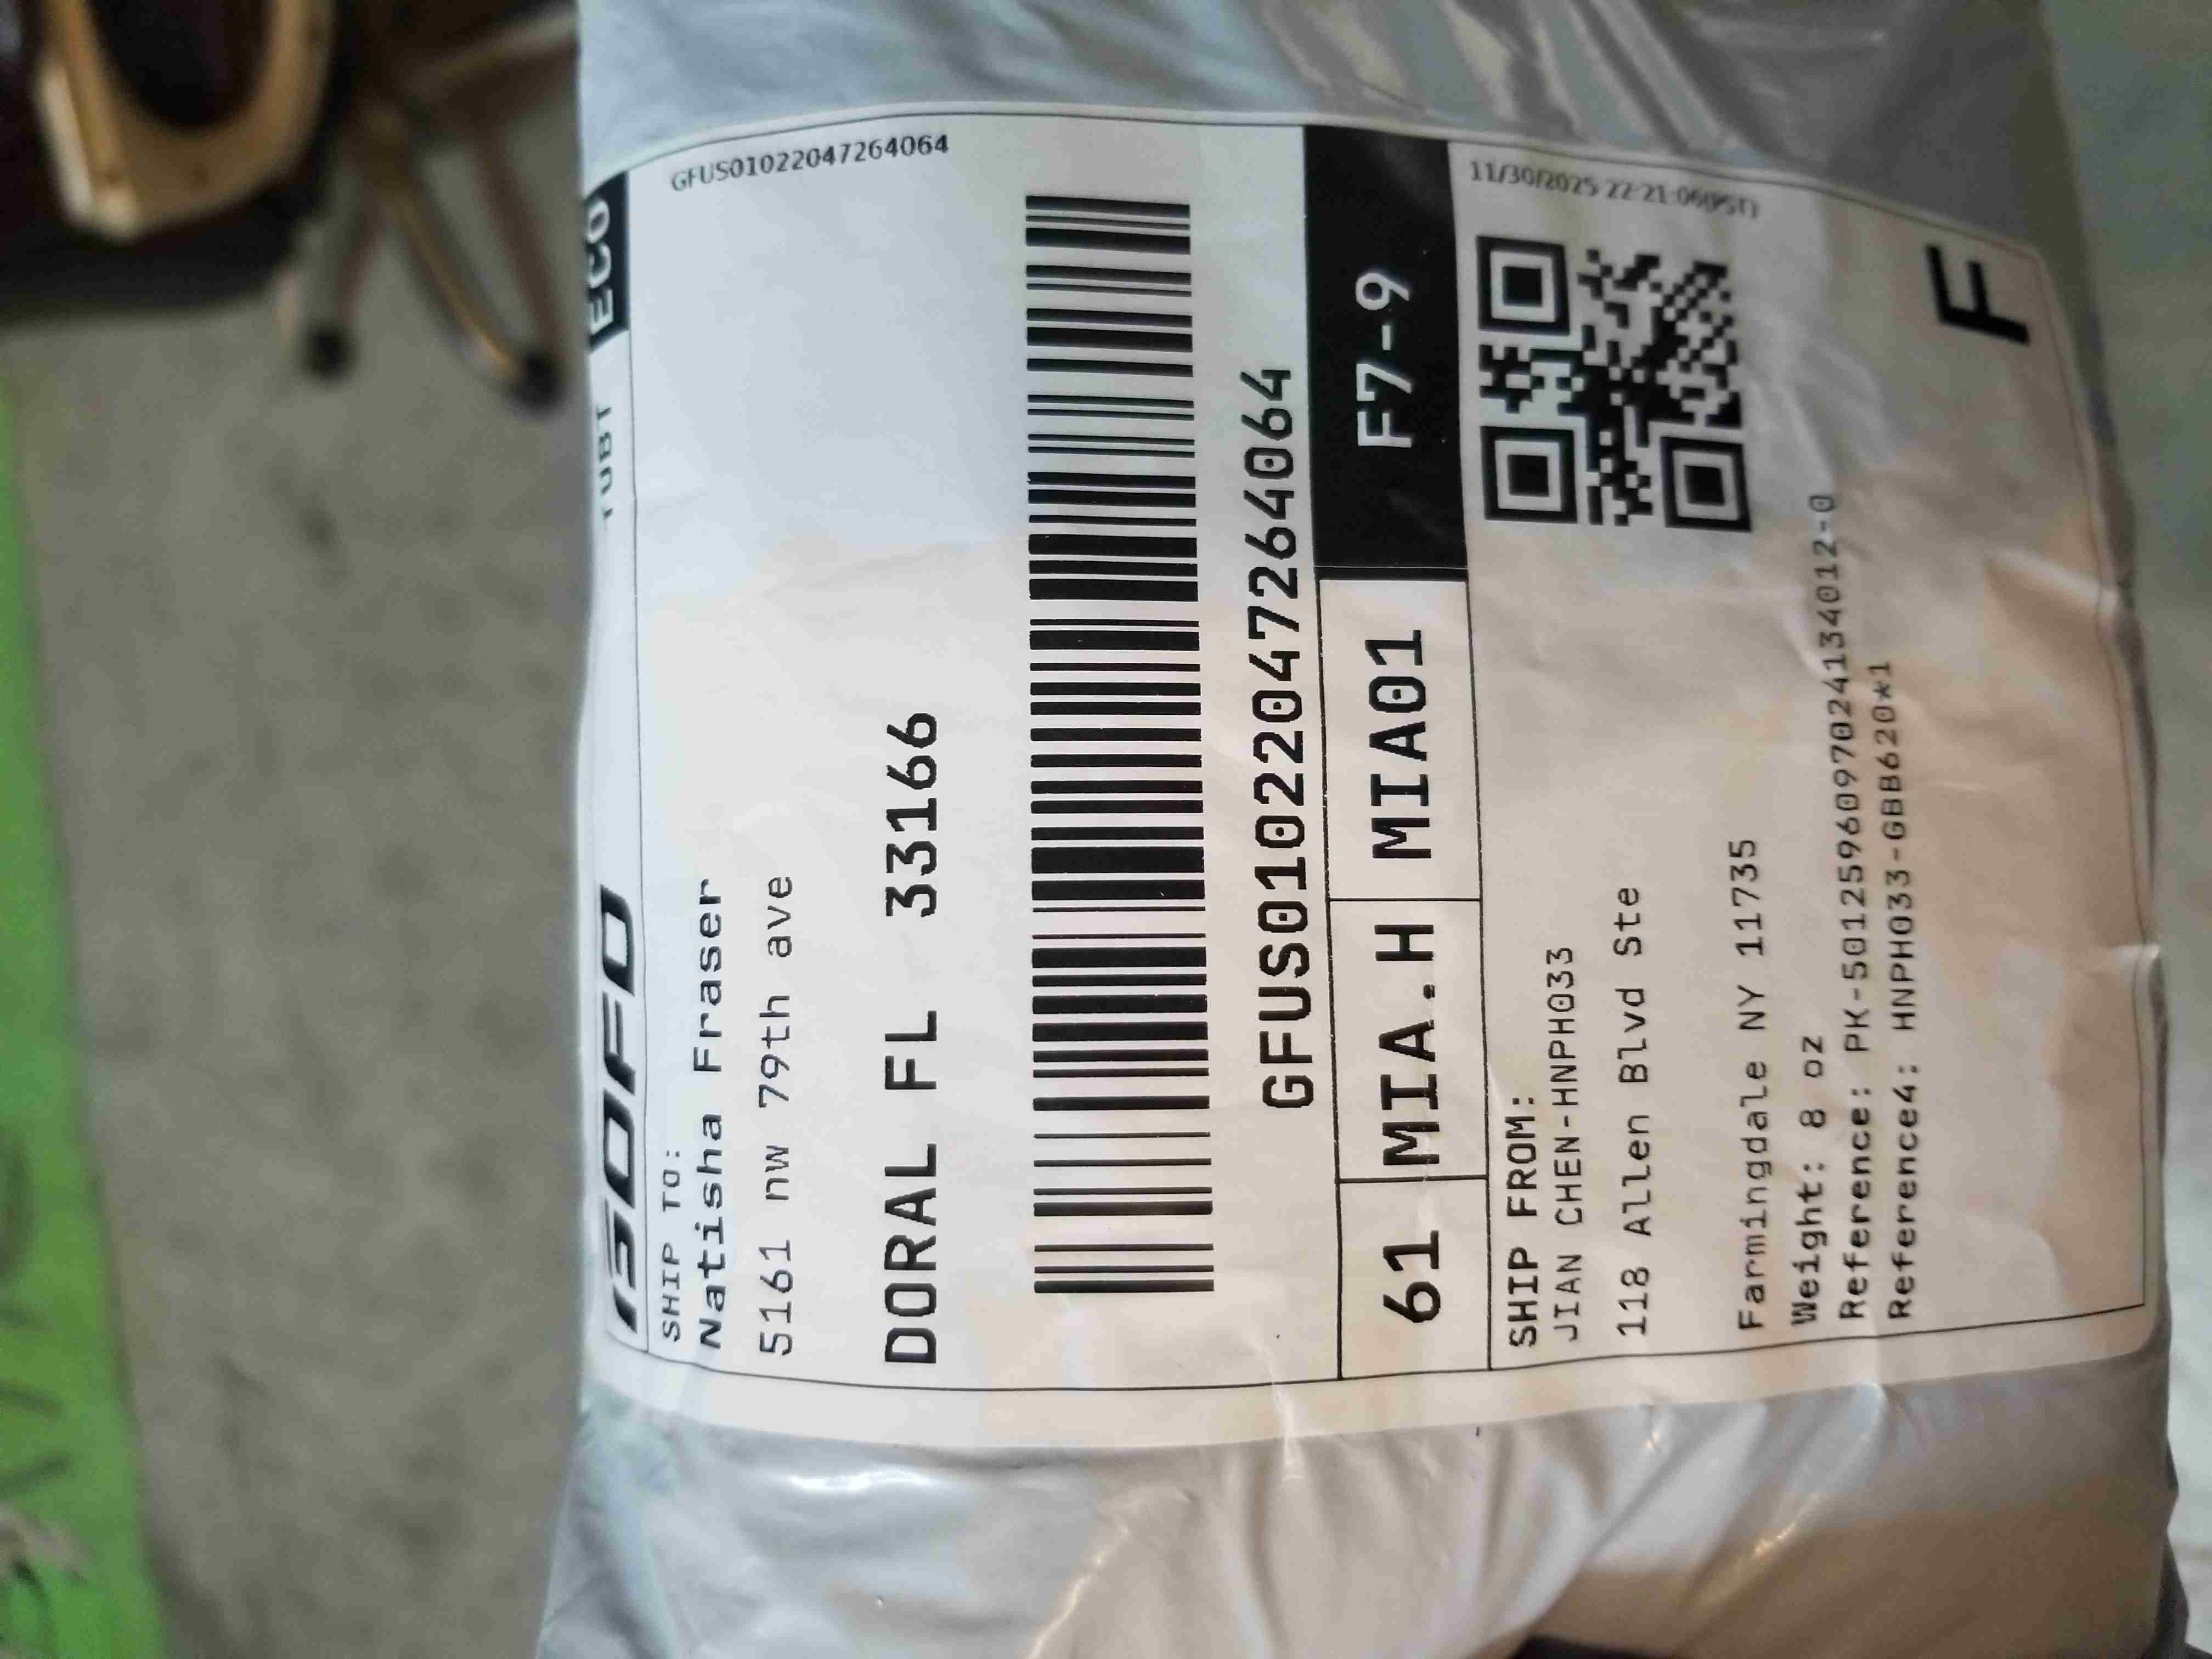 GOFO
TUBT ECO
GFUS01022047264064
SHIP TO:
Natisha Fraser
5161 nw 79th ave
DORAL FL 33166
GFUS01022047264064
61 MIA.H MIA01 F7-9
11/30/2025 22:21:06(PST)
SHIP FROM:
JIAN CHEN-HNPH033
118 Allen Blvd Ste
Farmingdale NY 11735
Weight: 8 oz
Reference: PK-5012596097024134012-0
Reference4: HNPH033-GBB620*1
F